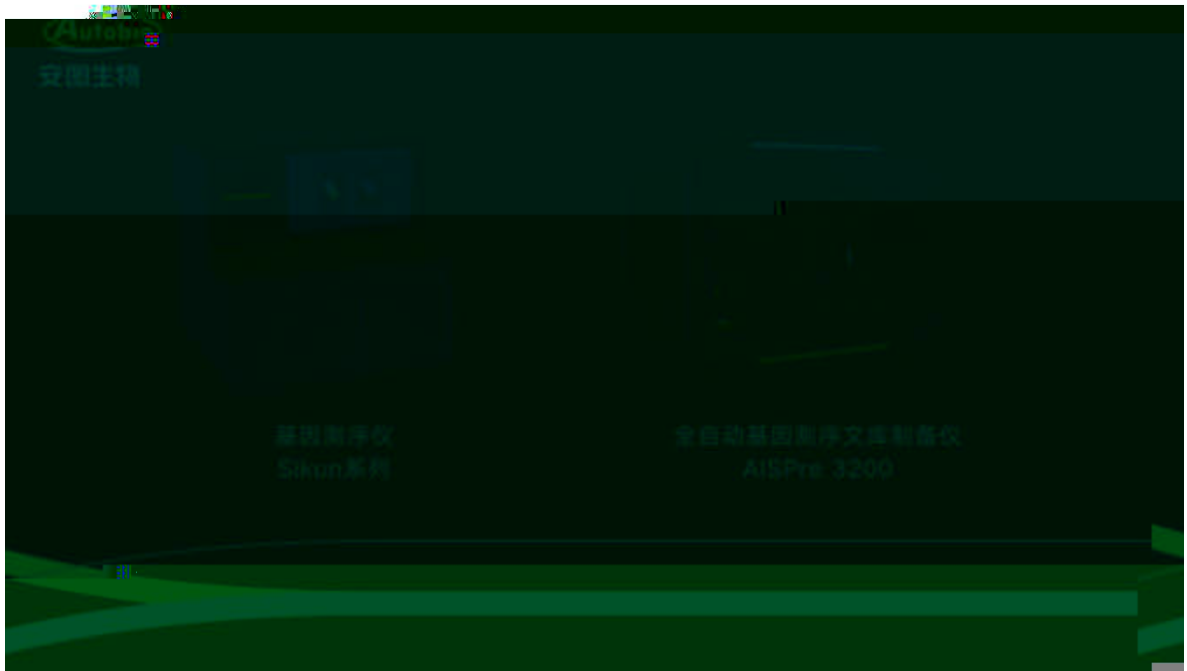 Autobio
安图生物
基因测序仪
Sikun系列
全自动基因测序文库制备仪
AISPre 3200